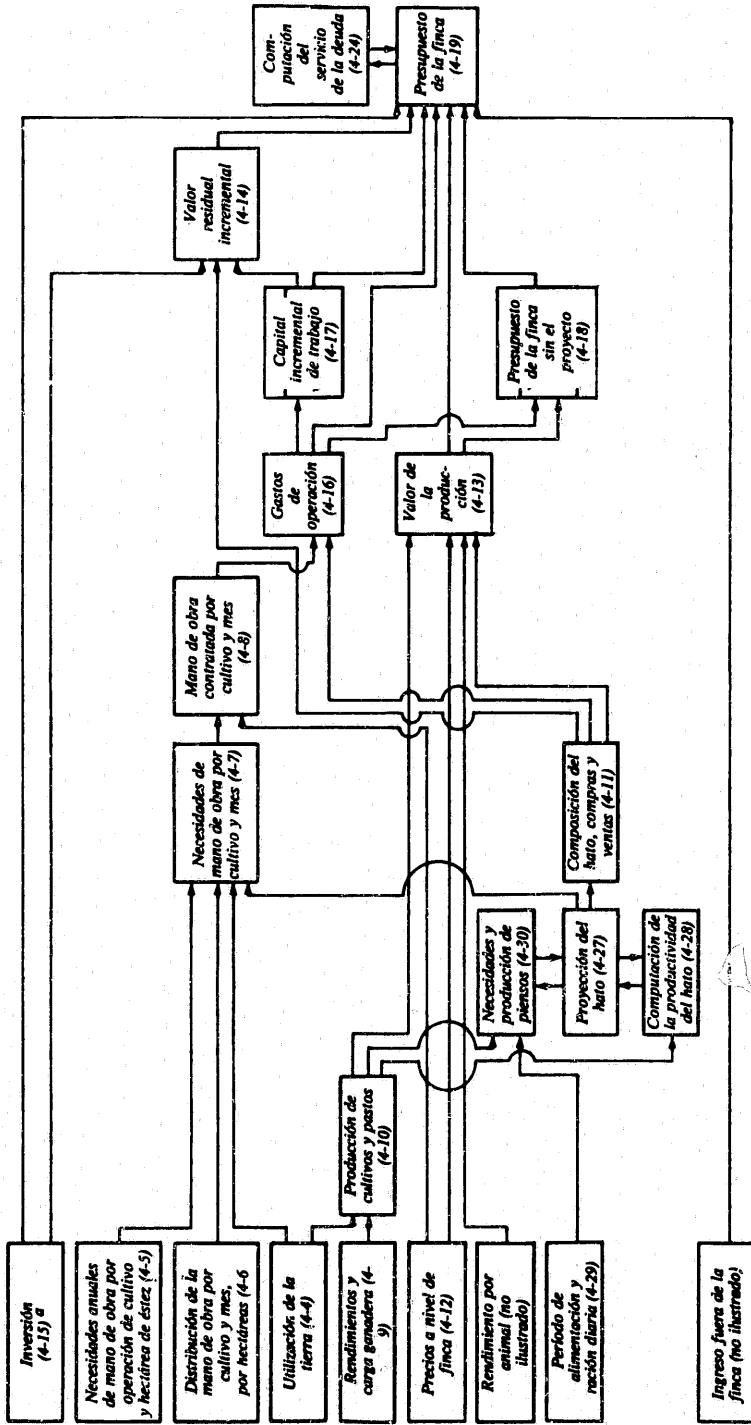 Inversión
(4-15) a
Necesidades anuales
de mano de obra por
operación de cultivo
y hectárea de éstez (4-5)
Distribución de la
mano de obra por
cultivo y mes,
por hectáreas (4-6
Utilización de la
tierra (4-4)
Rendimientos y
carga ganadera (4-
9)
Precios a nivel de
finca (4-12)
Rendimiento por
animal (no
ilustrado)
Período de
alimentación y
ración diaria (4-29)
Ingreso fuera de la
finca (no ilustrado)
Producción de
cultivos y pastos
(4-10)
Necesidades y
producción de
piensos (4-30)
Proyección del
hato (4-27)
Computación de
la productividad
del hato (4-28)
Necesidades de
mano de obra por
cultivo y mes (4-7)
Composición del
hato, compras y
ventas (4-11)
Mano de obra
contratada por
cultivo y mes
(4-8)
Gastos
de
operación
(4-16)
Valor de
la
produc-
ción
(4-13)
Capital
incremental
de trabajo
(4-17)
Presupuesto
de la finca
sin el
proyecto
(4-18)
Valor
residual
incremental
(4-14)
Com-
putación
del
servicio
de la deuda
(4-24)
Presupuesto
de la finca
(4-19)